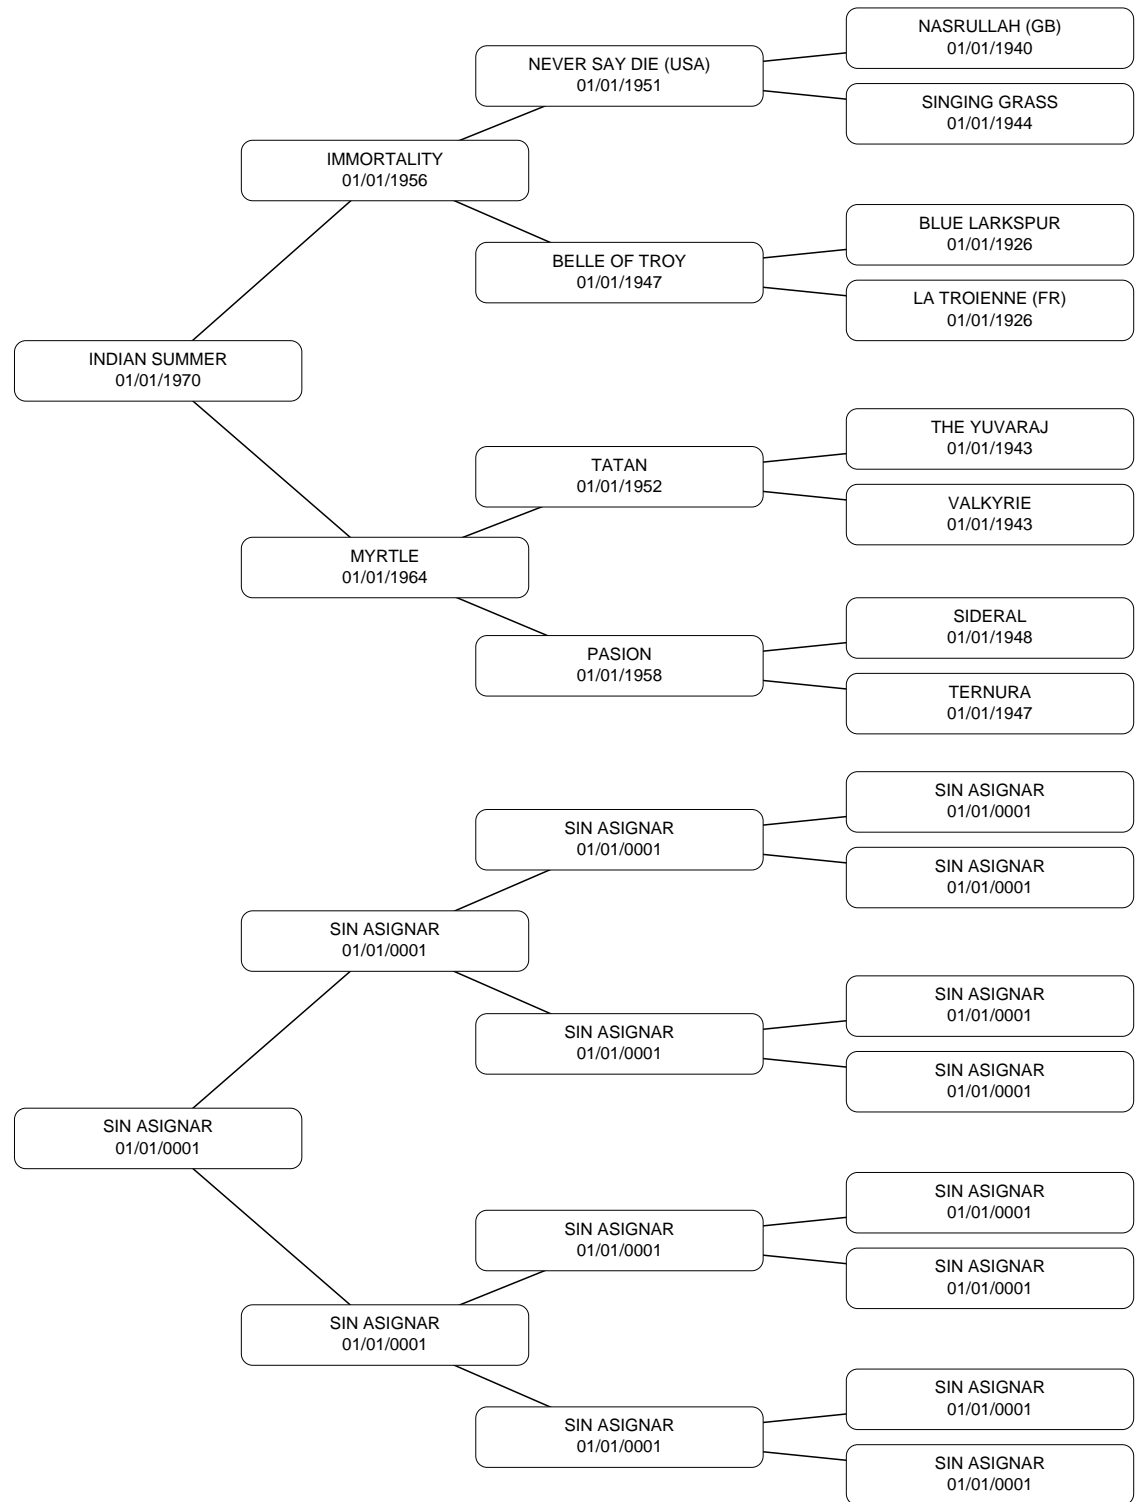 NASRULLAH (GB)
01/01/1940
NEVER SAY DIE (USA)
01/01/1951
SINGING GRASS
01/01/1944
IMMORTALITY
01/01/1956
BLUE LARKSPUR
01/01/1926
BELLE OF TROY
01/01/1947
LA TROIENNE (FR)
01/01/1926
INDIAN SUMMER
01/01/1970
THE YUVARAJ
01/01/1943
TATAN
01/01/1952
VALKYRIE
01/01/1943
MYRTLE
01/01/1964
SIDERAL
01/01/1948
PASION
01/01/1958
TERNURA
01/01/1947
SIN ASIGNAR
01/01/0001
SIN ASIGNAR
01/01/0001
SIN ASIGNAR
01/01/0001
SIN ASIGNAR
01/01/0001
SIN ASIGNAR
01/01/0001
SIN ASIGNAR
01/01/0001
SIN ASIGNAR
01/01/0001
SIN ASIGNAR
01/01/0001
SIN ASIGNAR
01/01/0001
SIN ASIGNAR
01/01/0001
SIN ASIGNAR
01/01/0001
SIN ASIGNAR
01/01/0001
SIN ASIGNAR
01/01/0001
SIN ASIGNAR
01/01/0001
SIN ASIGNAR
01/01/0001